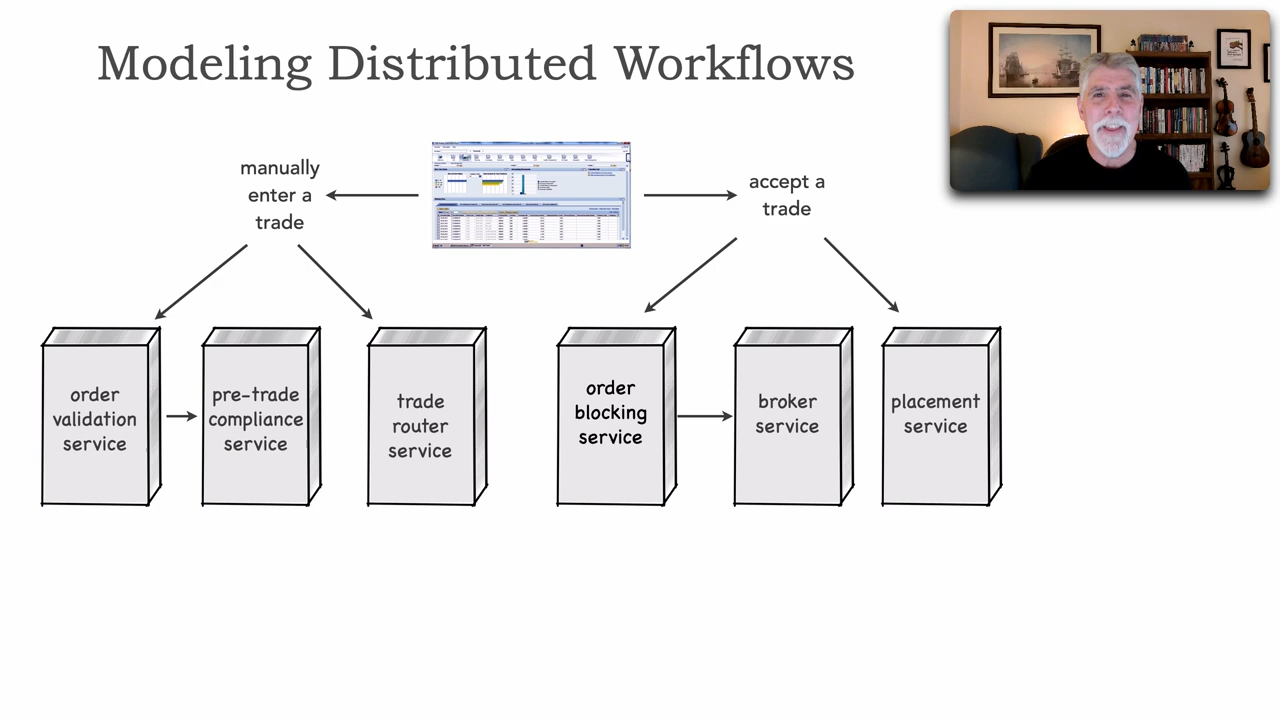 Modeling Distributed Workflows
manually
enter a
trade
accept a
trade
order
validation
service
pre-trade
compliance
service
trade
router
service
order
blocking
service
broker
service
placement
service